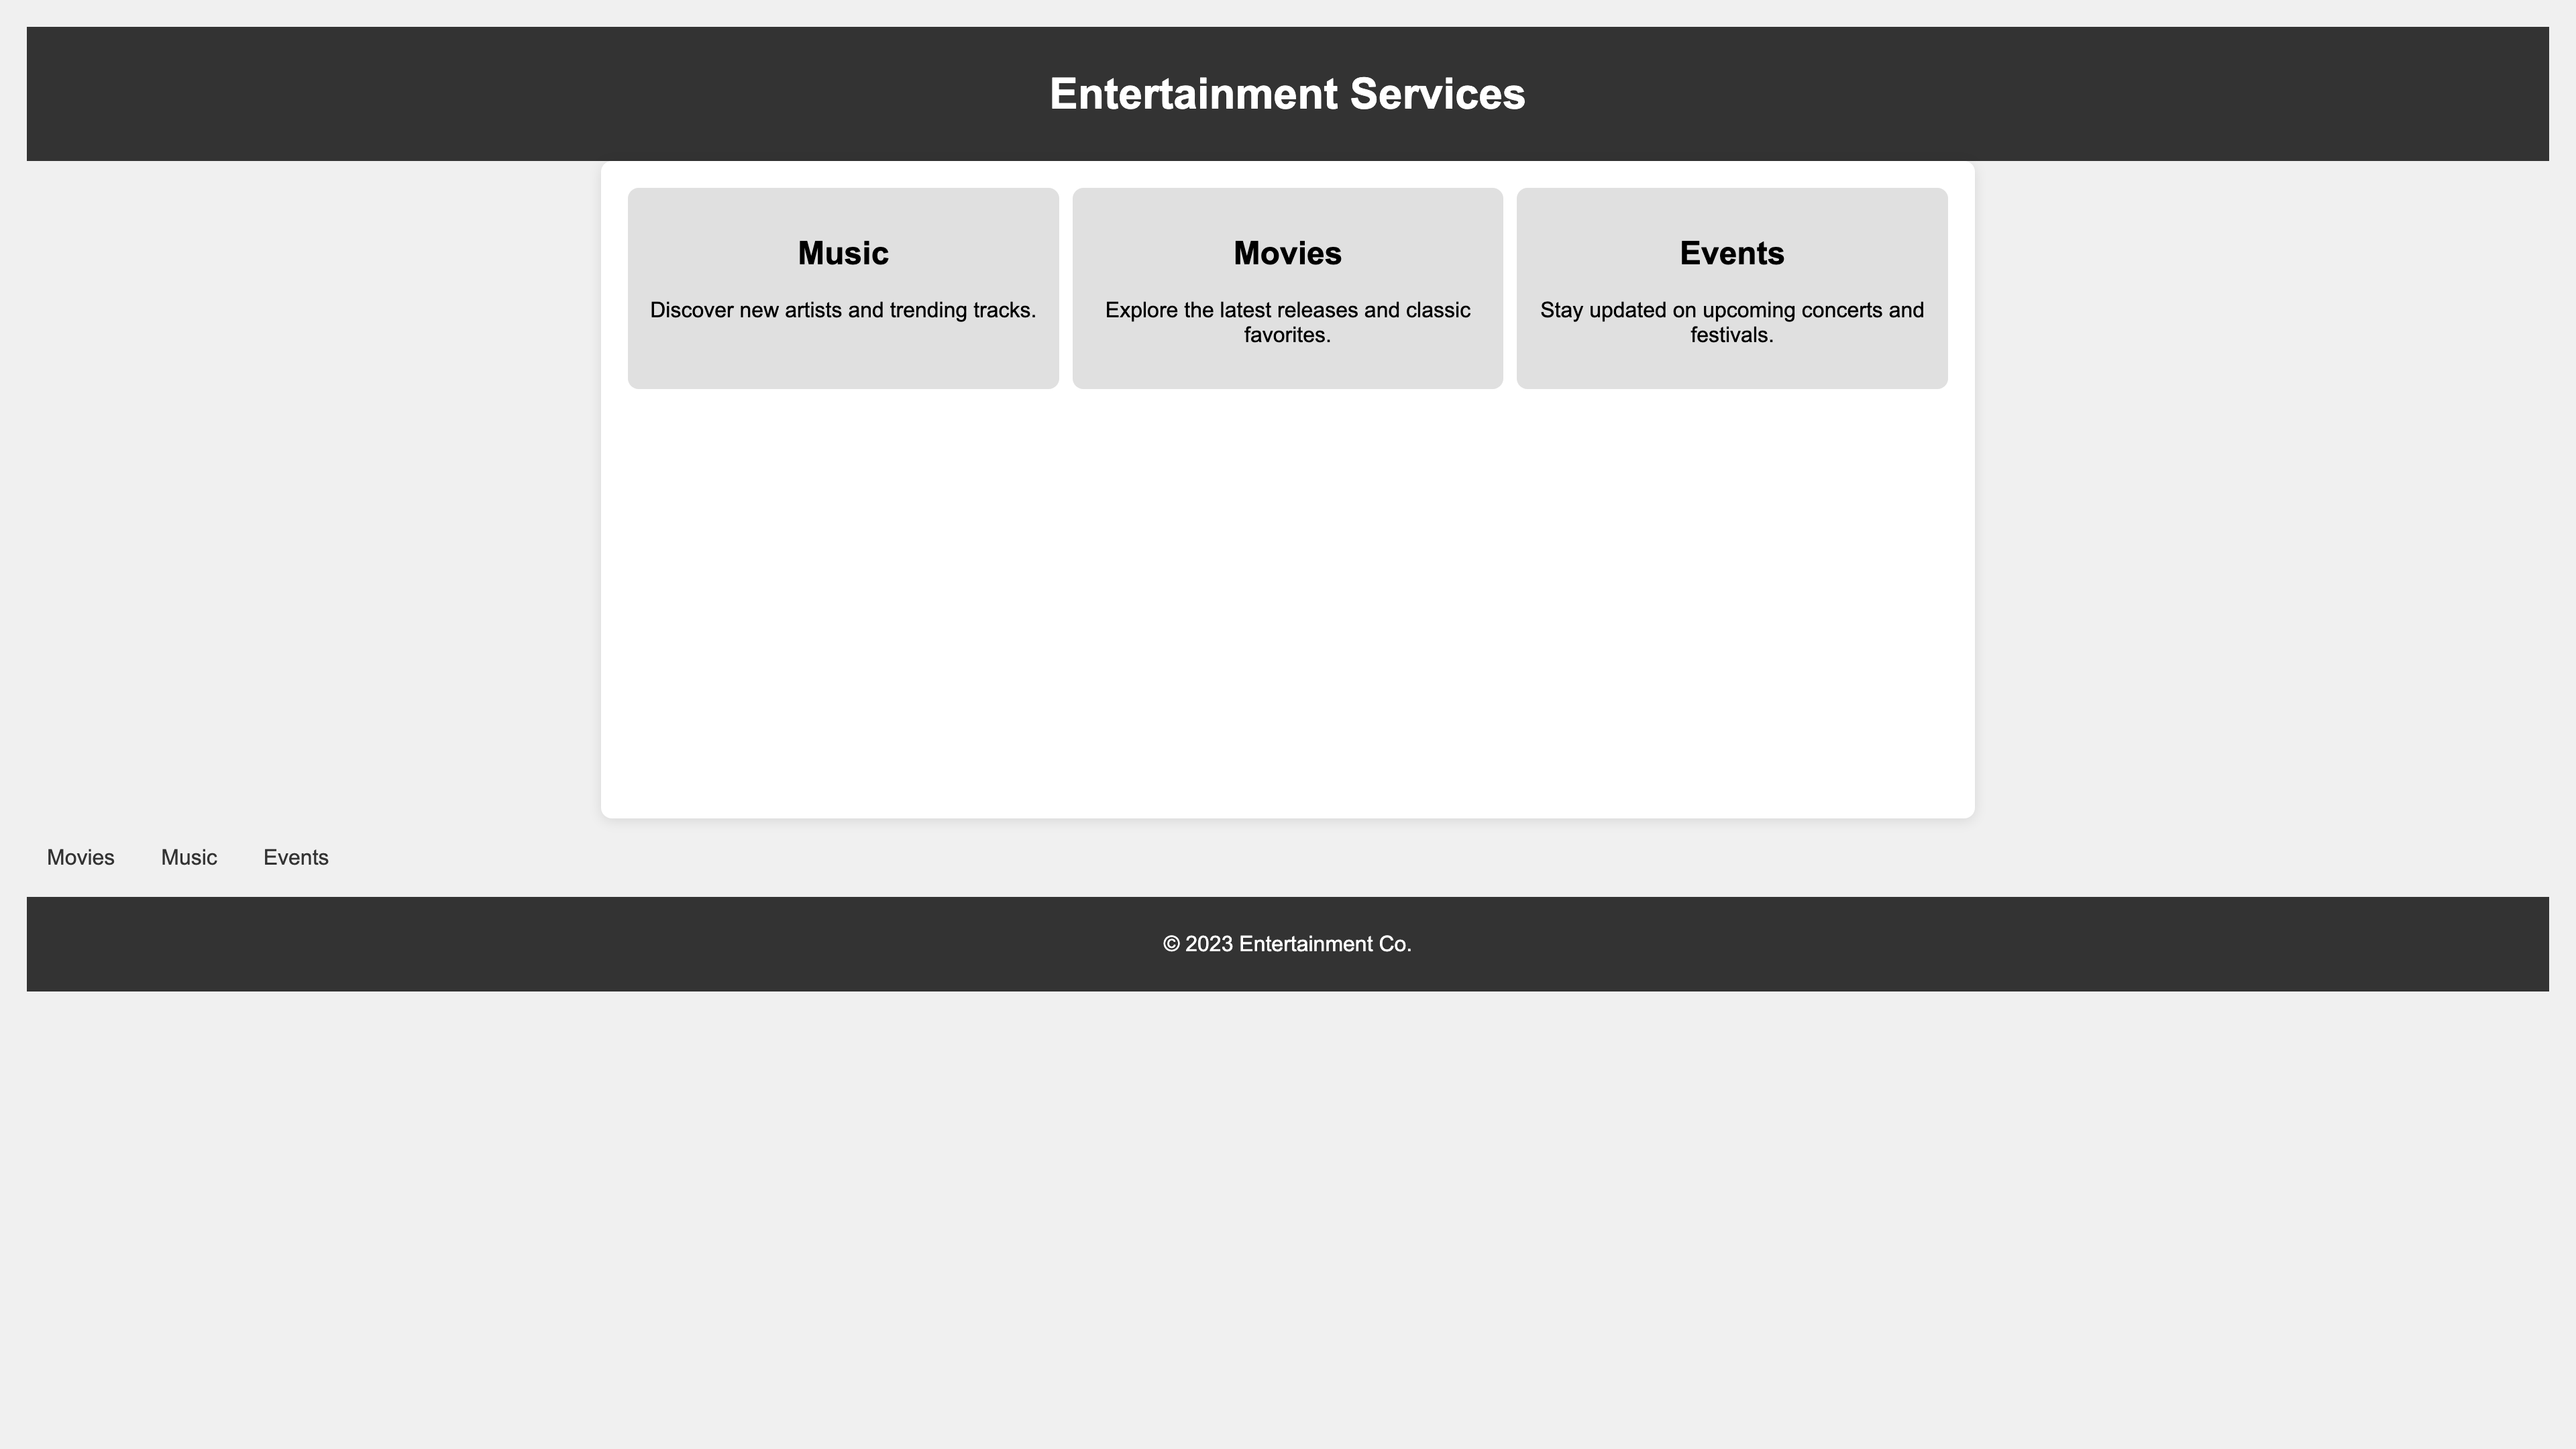 Entertainment Services
Music
Discover new artists and trending tracks.
Movies
Explore the latest releases and classic
favorites.
Events
Stay updated on upcoming concerts and
festivals.
Movies Music Events
© 2023 Entertainment Co.